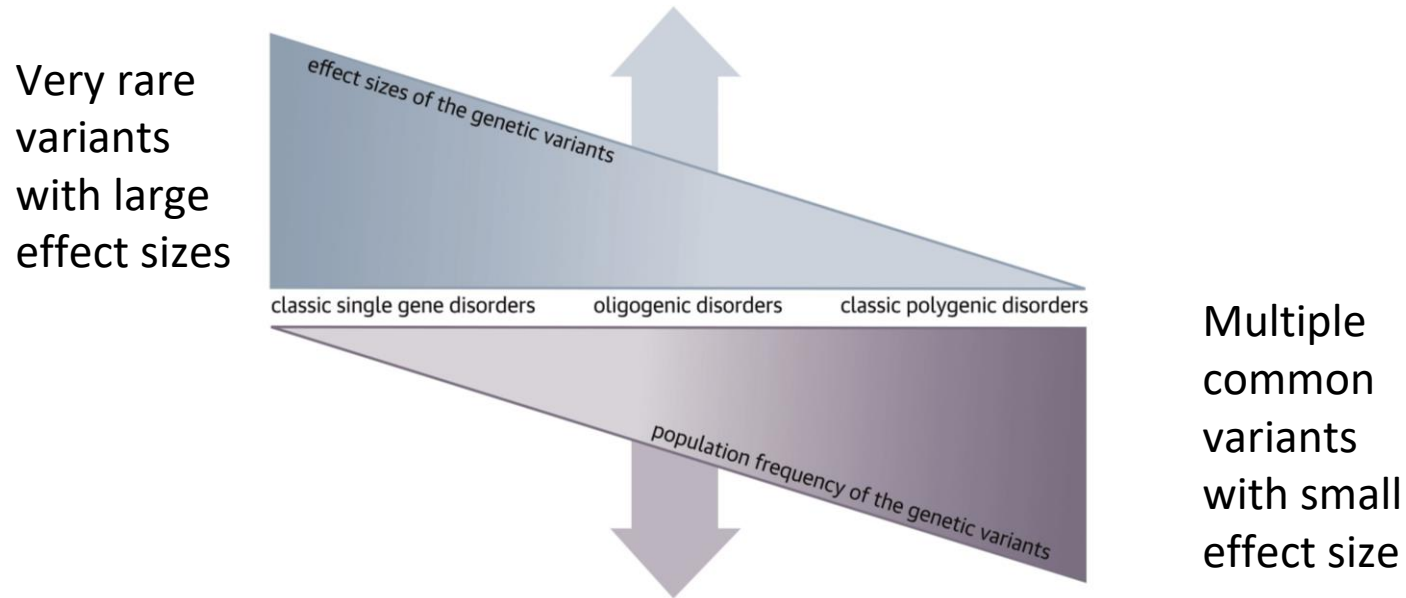 Very rare
variants
with large
effect sizes
effect sizes of the genetic variants
classic single gene disorders oligogenic disorders classic polygenic disorders
population frequency of the genetic variants
Multiple
common
variants
with small
effect size